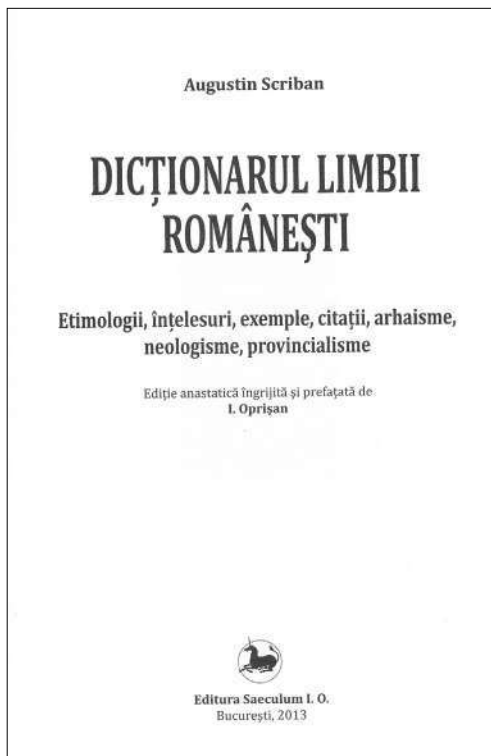 Augustin Scriban
DICȚIONARUL LIMBII
ROMÂNEȘTI
Etimologii, înțelesuri, exemple, citații, arhaisme,
neologisme, provincialisme
Ediție anastatică îngrijită și prefațată de
I. Oprișan
Editura Saeculum I. O.
București, 2013